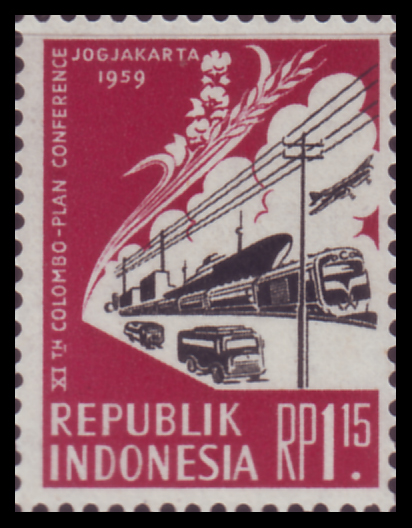 JOGJAKARTA
1959
XI TH COLOMBO-PLAN CONFERENCE
REPUBLIK
INDONESIA
RP1.15